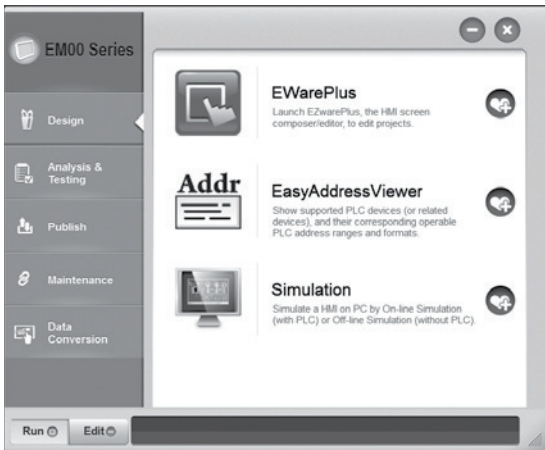 EM00 Series
Design
Analysis &
Testing
Publish
Maintenance
Data
Conversion
EWarePlus
Launch EZwarePlus, the HMI screen
composer/editor, to edit projects.
Addr
EasyAddressViewer
Show supported PLC devices (or related
devices), and their corresponding operable
PLC address ranges and formats.
Simulation
Simulate a HMI on PC by On-line Simulation
(with PLC) or Off-line Simulation (without PLC).
Run
Edit